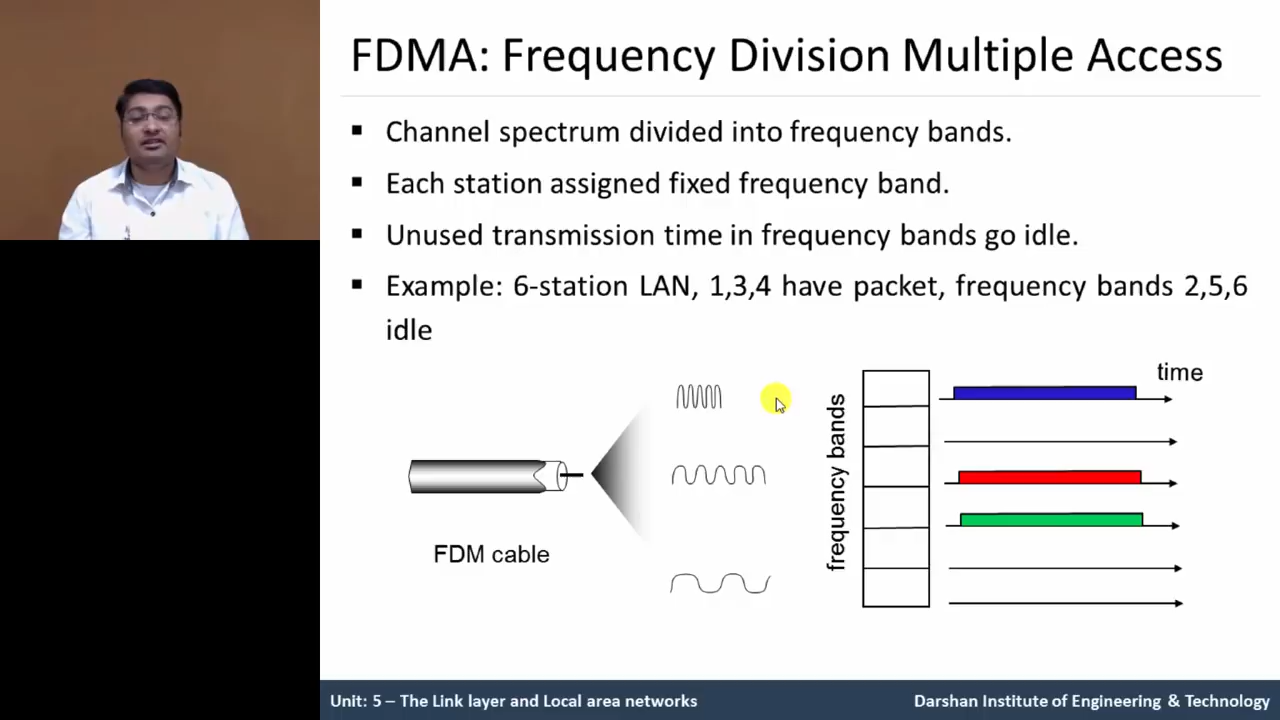 FDMA: Frequency Division Multiple Access
▪ Channel spectrum divided into frequency bands.
▪ Each station assigned fixed frequency band.
▪ Unused transmission time in frequency bands go idle.
▪ Example: 6-station LAN, 1,3,4 have packet, frequency bands 2,5,6
idle
FDM cable
frequency bands
time
Unit: 5 – The Link layer and Local area networks
Darshan Institute of Engineering & Technology